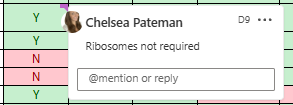 Y
Chelsea Pateman D9 •••
Y
Ribosomes not required
N
N
@mention or reply
Y